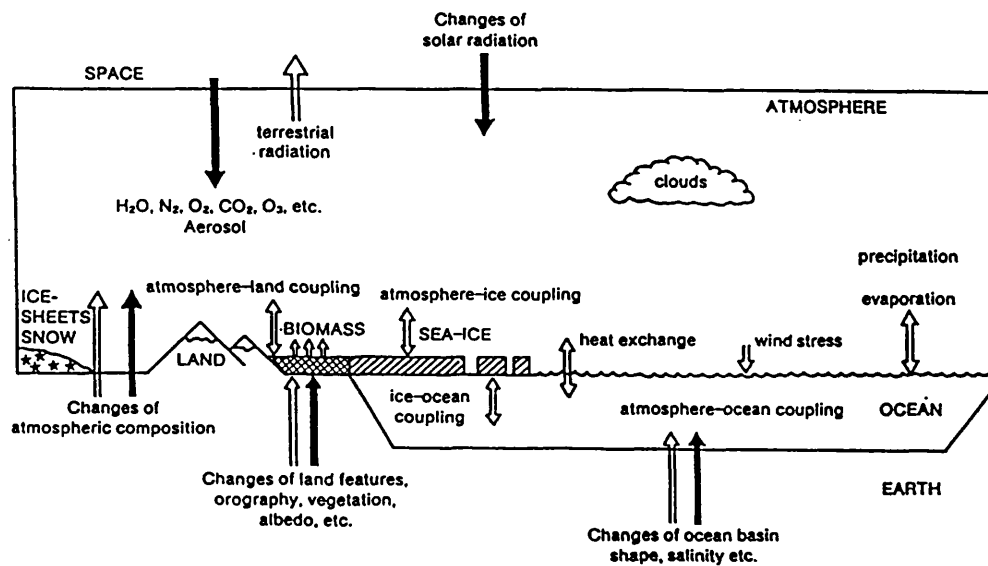 Changes of
solar radiation
SPACE
ATMOSPHERE
terrestrial
radiation
clouds
H₂O, N₂, O₂, CO₂, O₃, etc.
Aerosol
precipitation
atmosphere–land coupling
atmosphere–ice coupling
evaporation
ICE-
SHEETS
SNOW
BIOMASS
SEA–ICE
LAND
heat exchange
wind stress
Changes of
atmospheric composition
ice-ocean
coupling
atmosphere–ocean coupling
OCEAN
Changes of land features,
orography, vegetation,
albedo, etc.
EARTH
Changes of ocean basin
shape, salinity etc.